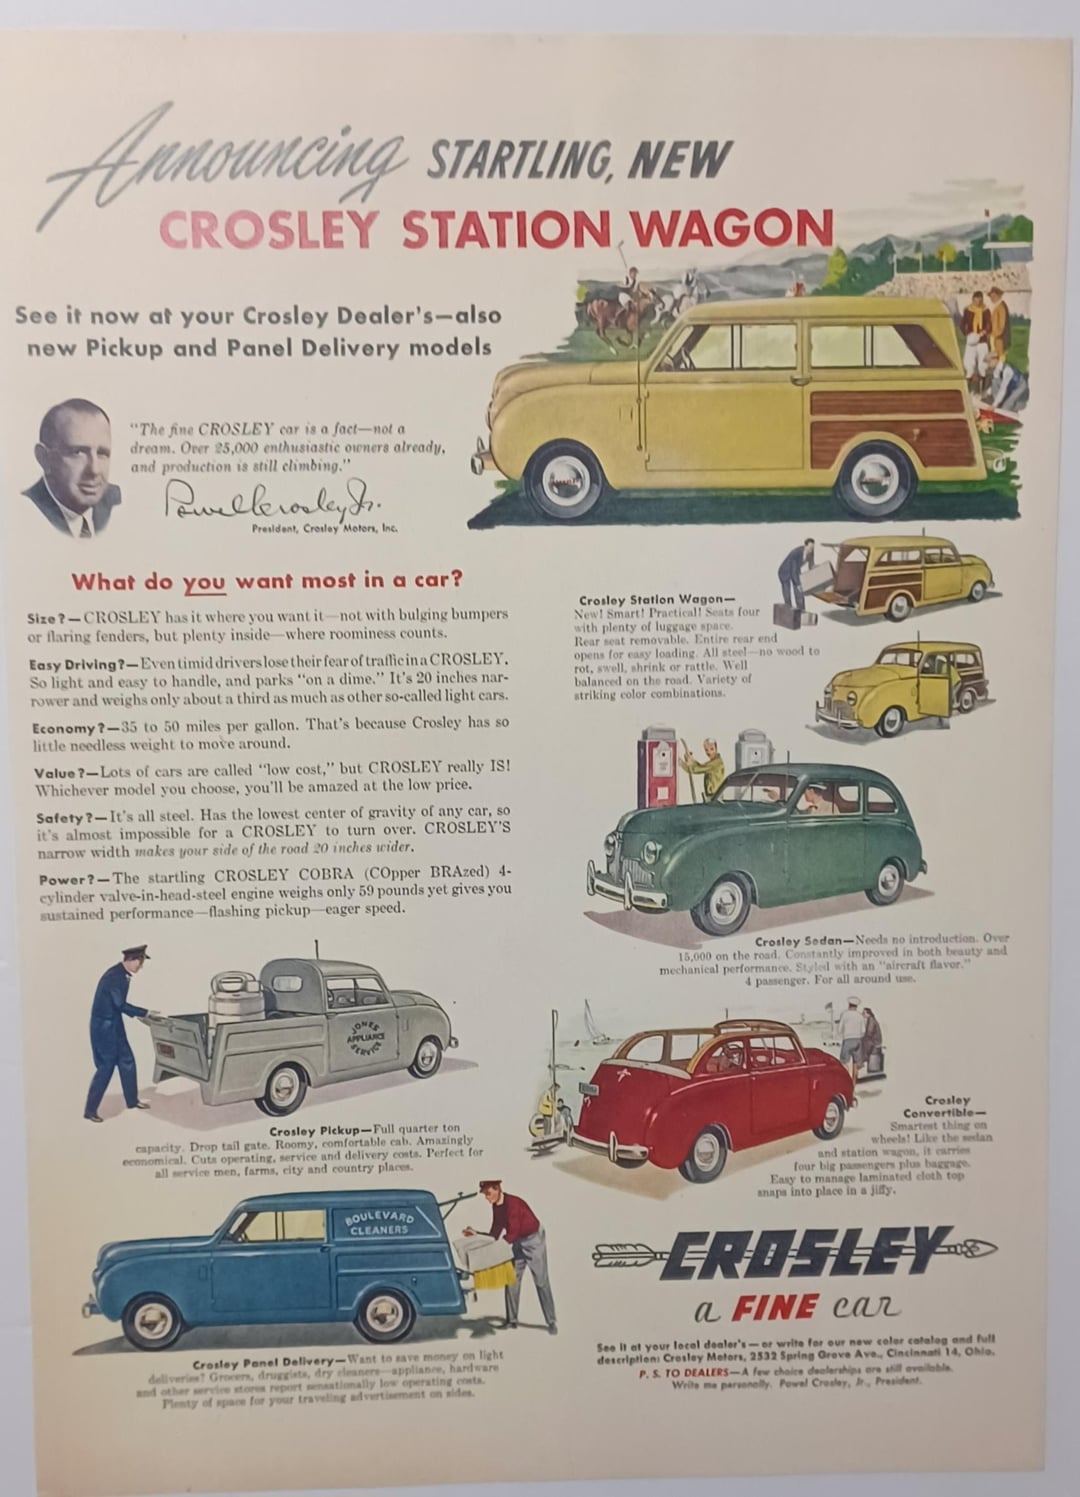 Announcing STARTLING, NEW
CROSLEY STATION WAGON
See it now at your Crosley Dealer's—also
new Pickup and Panel Delivery models
"The fine CROSLEY car is a fact—not a
dream. Over 25,000 enthusiastic owners already,
and production is still climbing."
Powel Crosley Jr.
President, Crosley Motors, Inc.
What do you want most in a car?
Size?—CROSLEY has it where you want it—not with bulging bumpers
or flaring fenders, but plenty inside—where roominess counts.
Easy Driving?—Even timid drivers lose their fear of traffic in a CROSLEY.
So light and easy to handle, and parks "on a dime." It's 20 inches nar-
rower and weighs only about a third as much as other so-called light cars.
Economy?—35 to 50 miles per gallon. That's because Crosley has so
little needless weight to move around.
Value?—Lots of cars are called "low cost," but CROSLEY really IS!
Whichever model you choose, you'll be amazed at the low price.
Safety?—It's all steel. Has the lowest center of gravity of any car, so
it's almost impossible for a CROSLEY to turn over. CROSLEY'S
narrow width makes your side of the road 20 inches wider.
Power?—The startling CROSLEY COBRA (COpper BRAzed) 4-
cylinder valve-in-head-steel engine weighs only 59 pounds yet gives you
sustained performance—flashing pickup—eager speed.
Crosley Station Wagon—
New! Smart! Practical! Seats four
with plenty of luggage space.
Rear seat removable. Entire rear end
opens for easy loading. All steel—no wood to
rot, swell, shrink or rattle. Well
balanced on the road. Variety of
striking color combinations.
Crosley Sedan—Needs no introduction. Over
15,000 on the road. Constantly improved in both beauty and
mechanical performance. Styled with an "aircraft flavor."
4 passenger. For all around use.
JONES
APPLIANCE
SERVICE
Crosley Pickup—Full quarter ton
capacity. Drop tail gate. Roomy, comfortable cab. Amazingly
economical. Cuts operating, service and delivery costs. Perfect for
all service men, farms, city and country places.
Crosley
Convertible—
Smartest thing on
wheels! Like the sedan
and station wagon, it carries
four big passengers plus baggage.
Easy to manage laminated cloth top
snaps into place in a jiffy.
BOULEVARD
CLEANERS
Crosley Panel Delivery—Want to save money on light
deliveries? Grocers, druggists, dry cleaners—appliance, hardware
and other service stores report sensationally low operating costs.
Plenty of space for your traveling advertisement on sides.
CROSLEY
a FINE car
See it at your local dealer's—or write for our new color catalog and full
description: Crosley Motors, 2532 Spring Grove Ave., Cincinnati 14, Ohio.
P. S. TO DEALERS—A few choice dealerships are still available.
Write me personally. Powel Crosley, Jr., President.